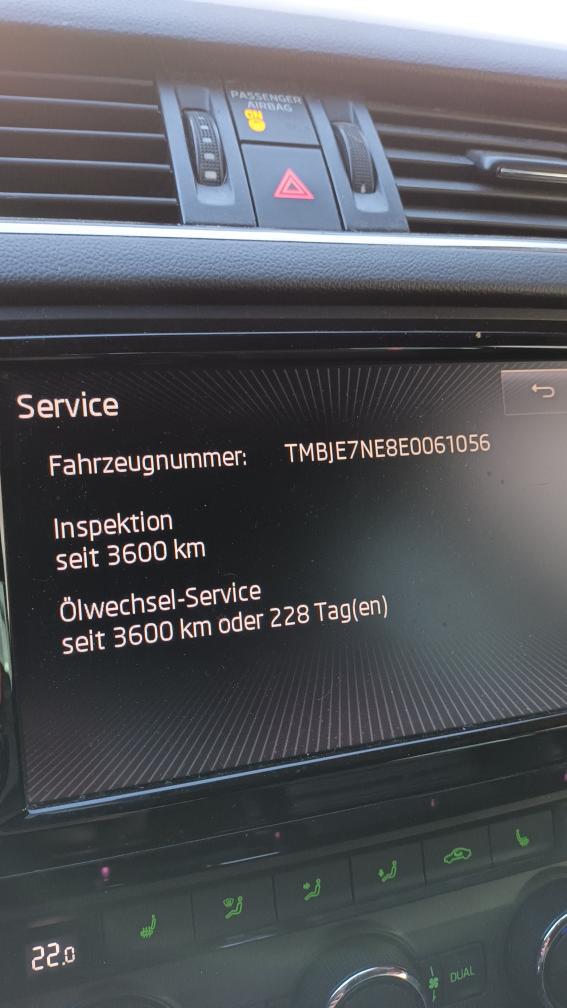 PASSENGER
AIRBAG
ON
Service
Fahrzeugnummer: TMBJE7NE8E0061056
Inspektion
seit 3600 km
Ölwechsel-Service
seit 3600 km oder 228 Tag(en)
22.0
DUAL